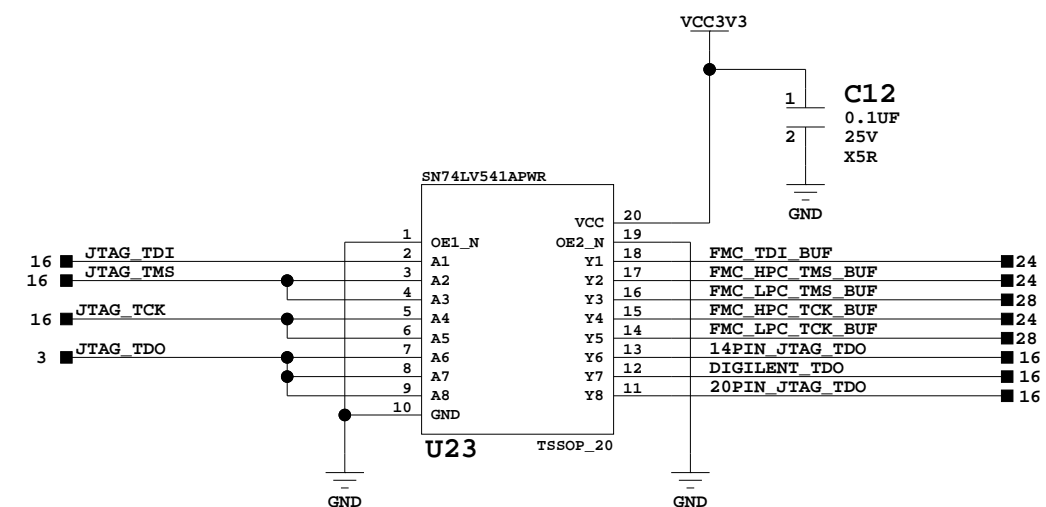 VCC3V3
C12
1
0.1UF
2
25V
X5R
GND
SN74LV541APWR
VCC 20
1 OE1_N OE2_N 19
16 JTAG_TDI 2 A1 Y1 18 FMC_TDI_BUF 24
16 JTAG_TMS 3 A2 Y2 17 FMC_HPC_TMS_BUF 24
4 A3 Y3 16 FMC_LPC_TMS_BUF 28
16 JTAG_TCK 5 A4 Y4 15 FMC_HPC_TCK_BUF 24
6 A5 Y5 14 FMC_LPC_TCK_BUF 28
3 JTAG_TDO 7 A6 Y6 13 14PIN_JTAG_TDO 16
8 A7 Y7 12 DIGILENT_TDO 16
9 A8 Y8 11 20PIN_JTAG_TDO 16
10 GND
U23 TSSOP_20
GND GND